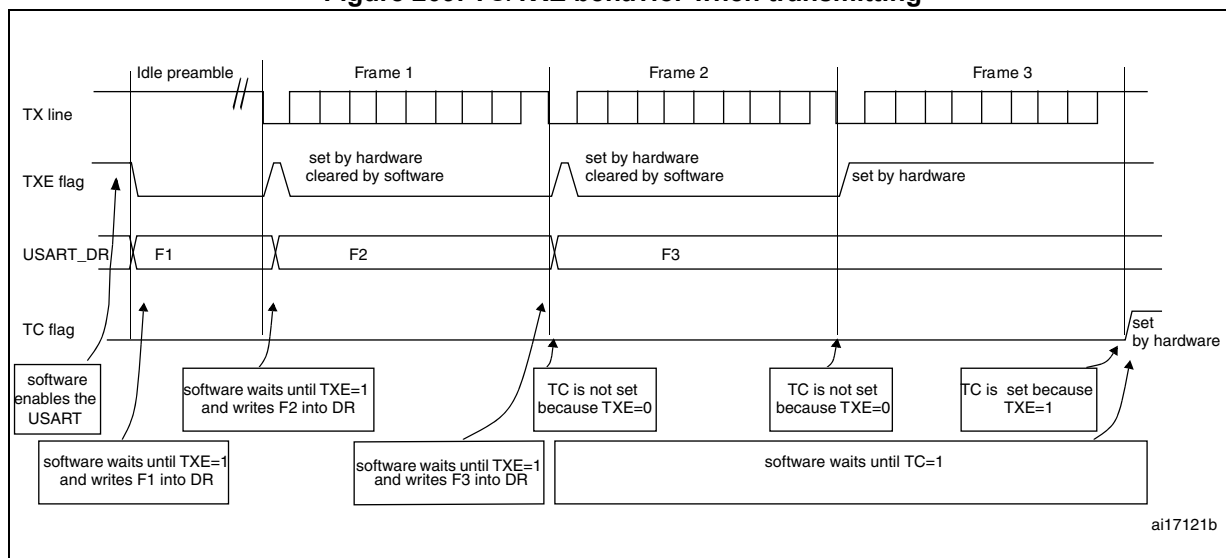 Idle preamble
Frame 1
Frame 2
Frame 3
TX line
TXE flag
set by hardware
cleared by software
set by hardware
cleared by software
set by hardware
USART_DR
F1
F2
F3
TC flag
set
by hardware
software
enables the
USART
software waits until TXE=1
and writes F2 into DR
TC is not set
because TXE=0
TC is not set
because TXE=0
TC is set because
TXE=1
software waits until TXE=1
and writes F1 into DR
software waits until TXE=1
and writes F3 into DR
software waits until TC=1
ai17121b